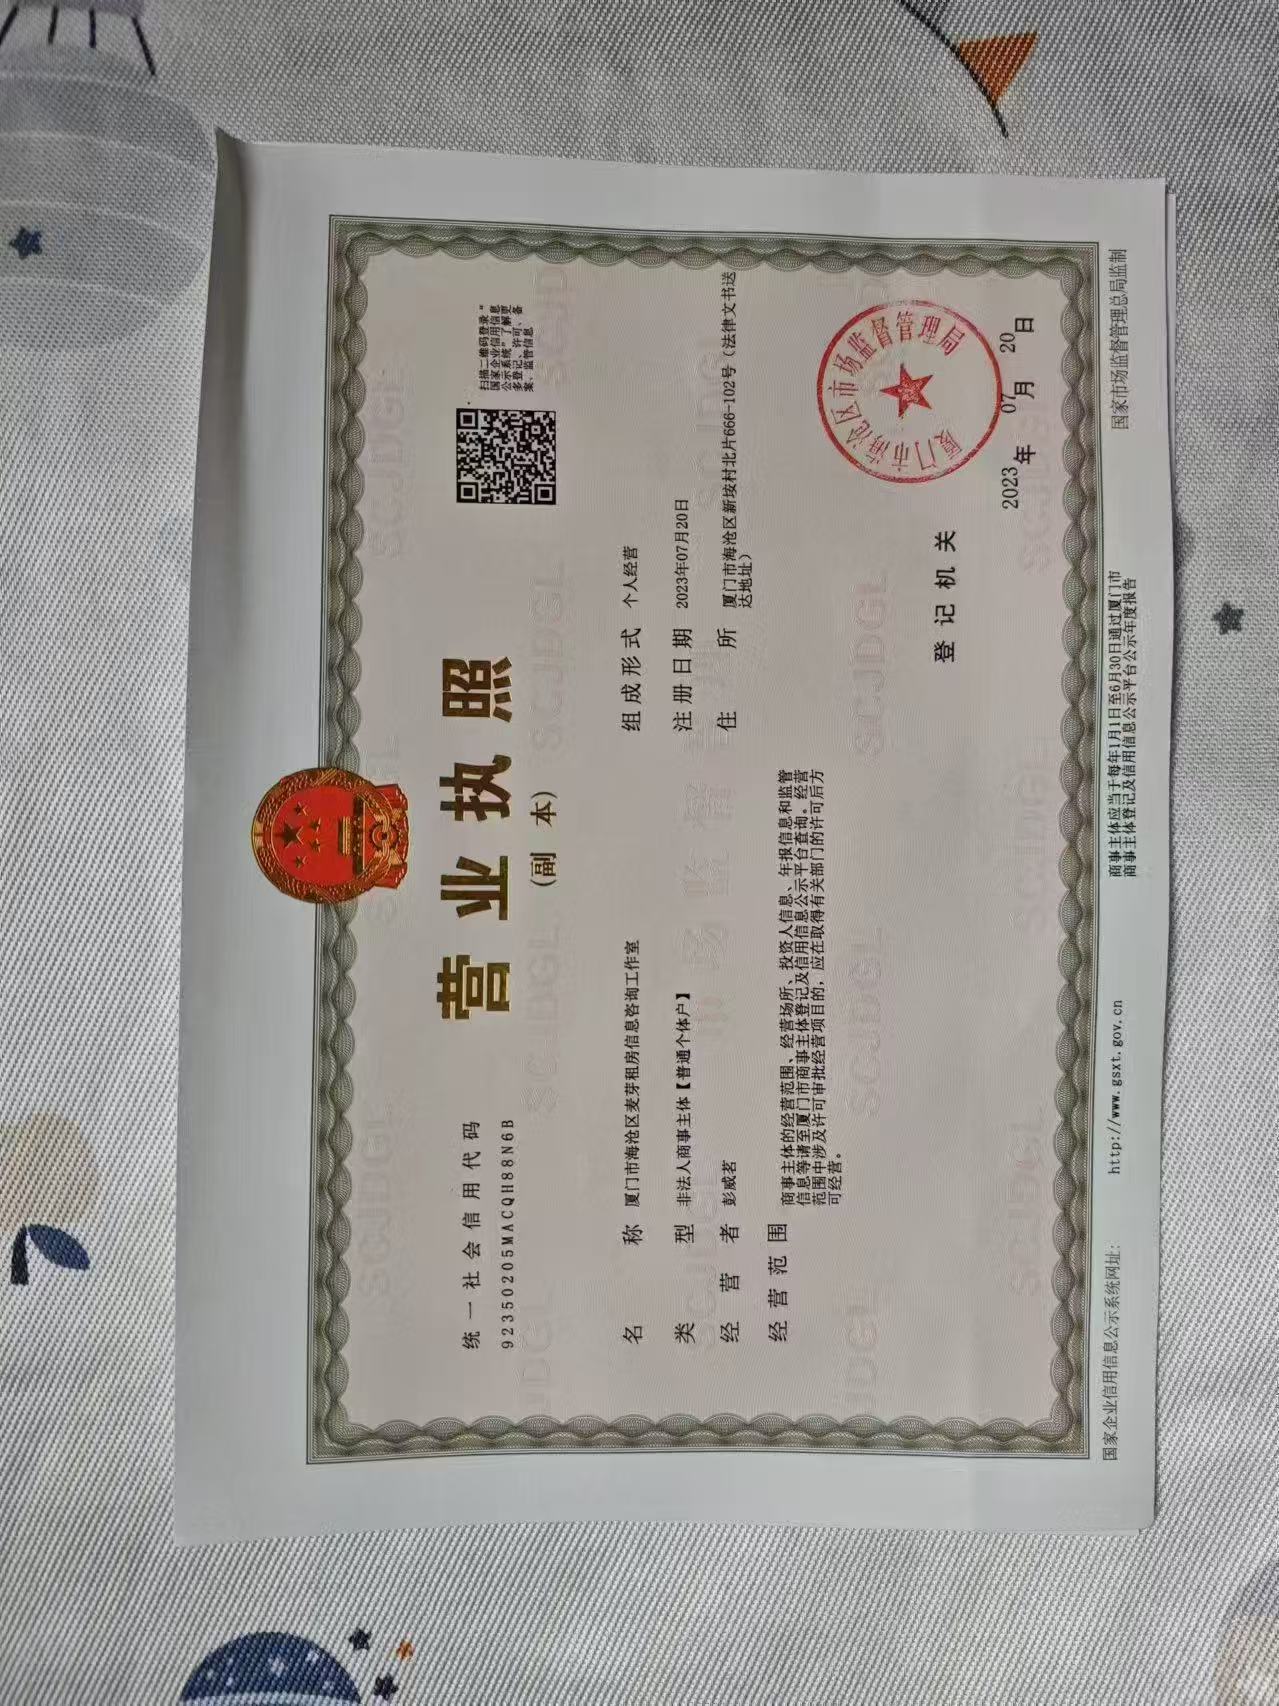 营业执照
(副 本)
统一社会信用代码
92350205MACQH88N6B
扫描二维码登录“
国家企业信用信息
公示系统”了解更
多登记、许可、备
案、监管信息
名 称 厦门市海沧区麦芽租房信息咨询工作室
类 型 非法人商事主体【普通个体户】
经 营 者 彭威茗
经 营 范 围 商事主体的经营范围、经营场所、投资人信息、年报信息和监管
信息等请至厦门市商事主体登记及信用信息公示平台查询。经营
范围中涉及许可审批经营项目的，应在取得有关部门的许可后方
可经营。
组 成 形 式 个人经营
注 册 日 期 2023年07月20日
住 所 厦门市海沧区新垵村北片666-102号（法律文书送
达地址）
登 记 机 关
厦门市海沧区市场监督管理局
2023 年 07 月 20 日
国家企业信用信息公示系统网址： http://www.gsxt.gov.cn
商事主体应当于每年1月1日至6月30日通过厦门市
商事主体登记及信用信息公示平台公示年度报告
国家市场监督管理总局监制
SCJDGL